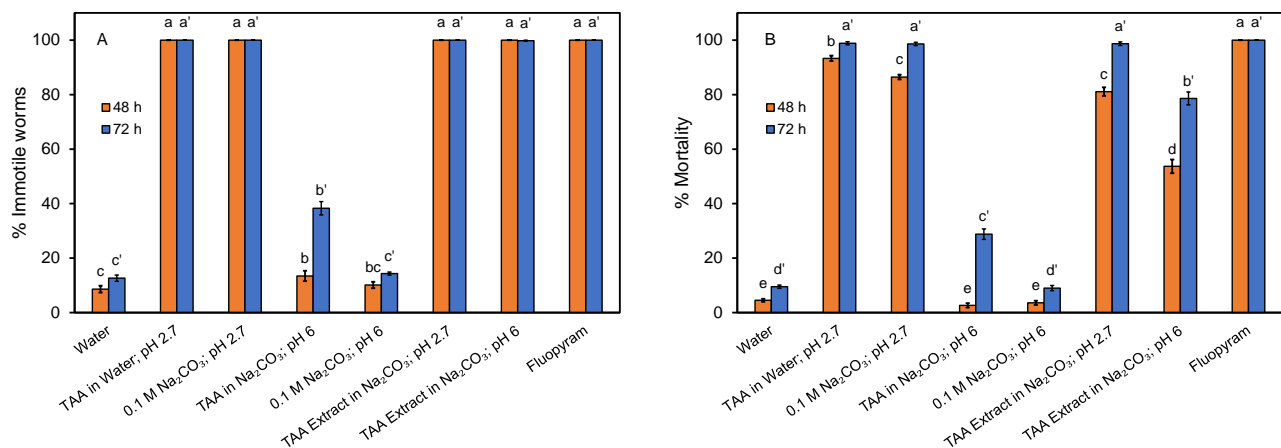 a a' a a' a a' a a' a a'
100
A
80
48 h
72 h
% Immotile worms
60
b'
40
20
c c' b bc c'
0
Water
TAA in Water; pH 2.7
0.1 M Na₂CO₃; pH 2.7
TAA in Na₂CO₃; pH 6
0.1 M Na₂CO₃; pH 6
TAA Extract in Na₂CO₃; pH 2.7
TAA Extract in Na₂CO₃; pH 6
Fluopyram
b a' c a' c a' d b' a a'
100
B
80
48 h
72 h
% Mortality
60
40
c'
20
e d' e e d'
0
Water
TAA in Water; pH 2.7
0.1 M Na₂CO₃; pH 2.7
TAA in Na₂CO₃; pH 6
0.1 M Na₂CO₃; pH 6
TAA Extract in Na₂CO₃; pH 2.7
TAA Extract in Na₂CO₃; pH 6
Fluopyram